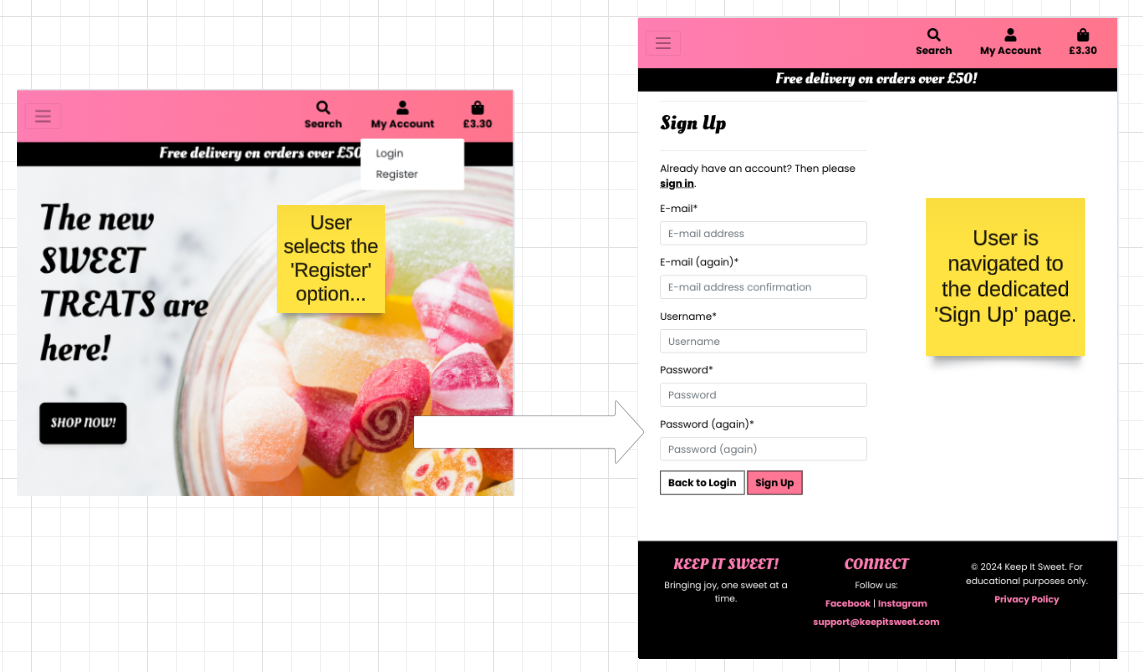 Search
My Account
£3.30
Free delivery on orders over £50
Login
Register
The new
SWEET
TREATS are
here!
SHOP NOW!
User
selects the
'Register'
option...
Search
My Account
£3.30
Free delivery on orders over £50!
Sign Up
Already have an account? Then please
sign in.
E-mail*
E-mail address
E-mail (again)*
E-mail address confirmation
Username*
Username
Password*
Password
Password (again)*
Password (again)
Back to Login
Sign Up
User is
navigated to
the dedicated
'Sign Up' page.
KEEP IT SWEET!
Bringing joy, one sweet at a
time.
CONNECT
Follow us:
Facebook | Instagram
support@keepitsweet.com
© 2024 Keep It Sweet. For
educational purposes only.
Privacy Policy